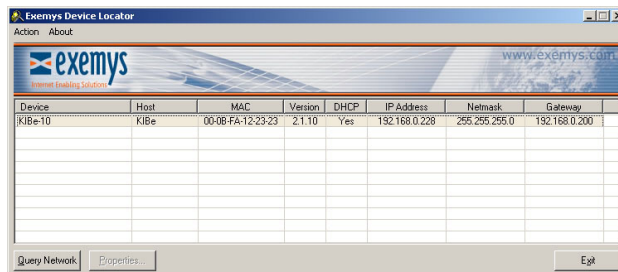 Exemys Device Locator
Action About
exemys
Internet Enabling Solutions
www.exemys.com
Device Host MAC Version DHCP IP Address Netmask Gateway
KIBe-10 KIBe 00-0B-FA-12-23-23 2.1.10 Yes 192.168.0.228 255.255.255.0 192.168.0.200
Query Network Properties... Exit